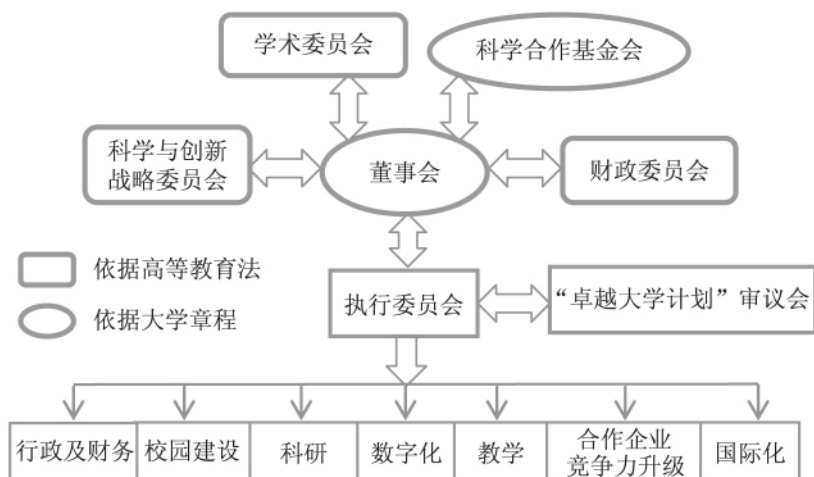 学术委员会
科学合作基金会
科学与创新
战略委员会
董事会
财政委员会
依据高等教育法
依据大学章程
执行委员会
“卓越大学计划”审议会
行政及财务
校园建设
科研
数字化
教学
合作企业
竞争力升级
国际化